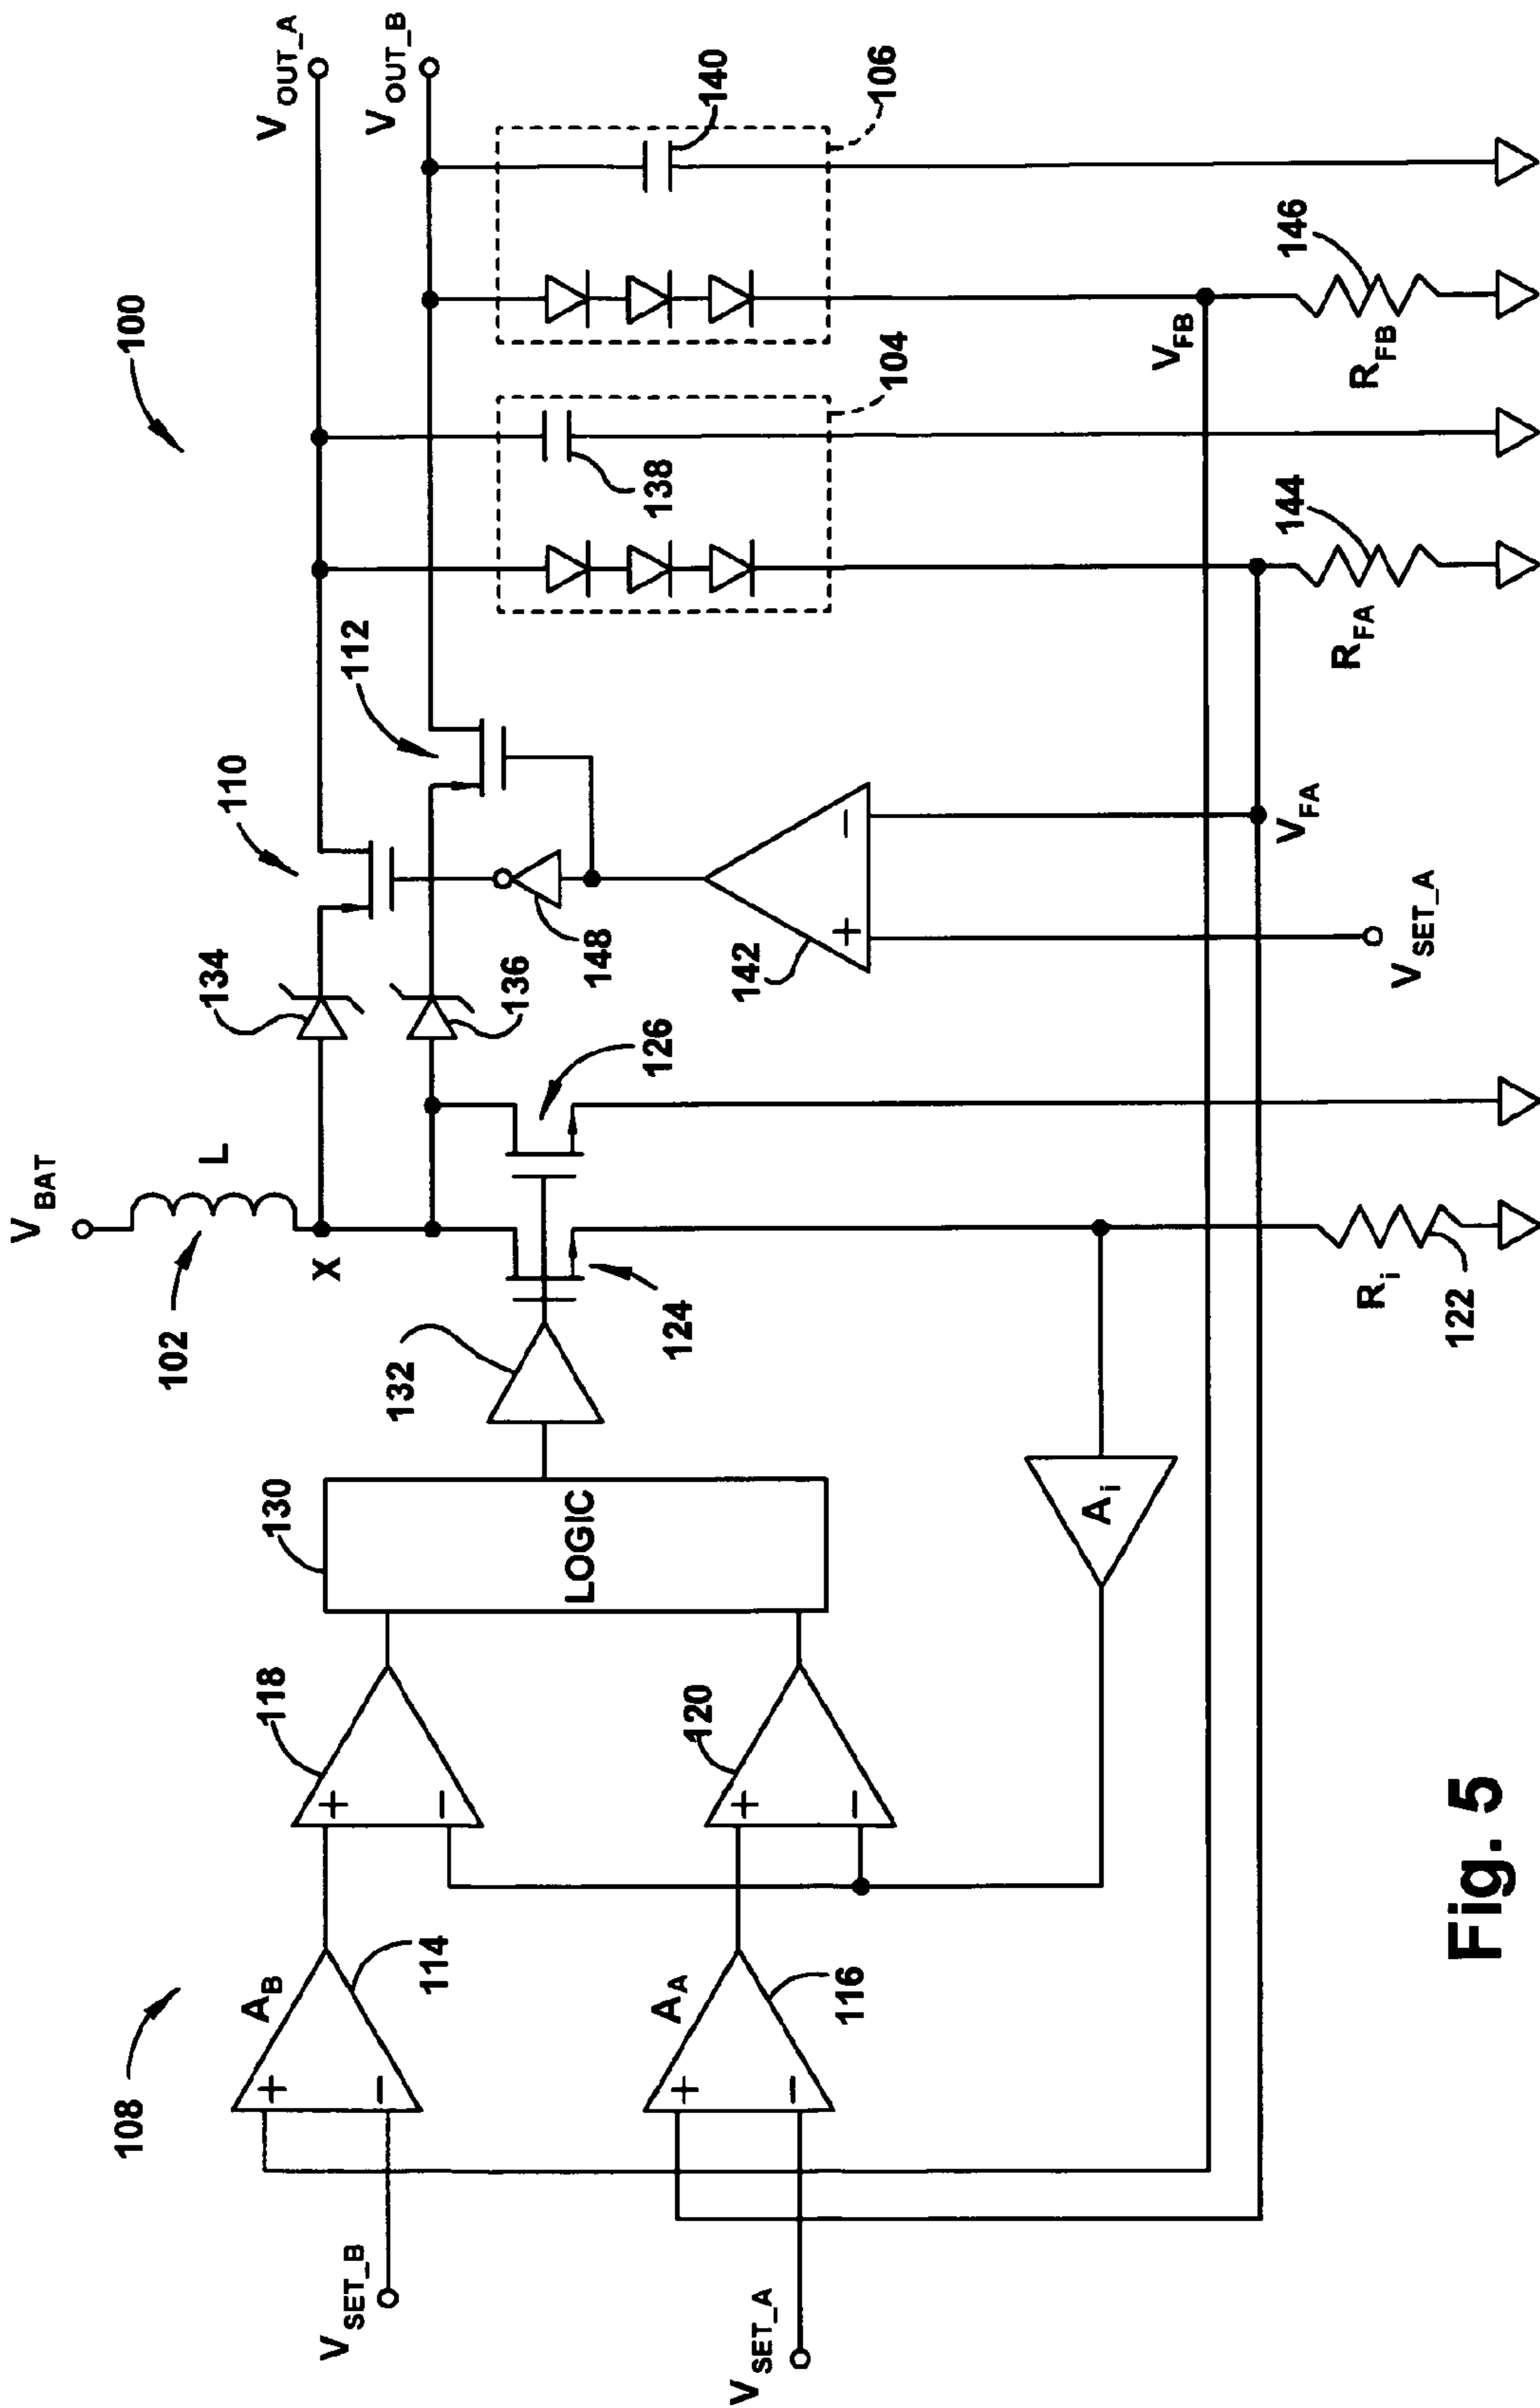 100
V_OUT_A
V_OUT_B
V_BAT
L
102
X
134
136
110
112
148
142
+
−
V_SET_A
V_FA
126
124
132
130
LOGIC
118
+
−
120
+
−
108
A_B
114
+
−
A_A
116
+
−
V_SET_B
V_SET_A
A_i
R_i
122
138
104
140
106
V_FB
R_FA
144
R_FB
146
Fig. 5